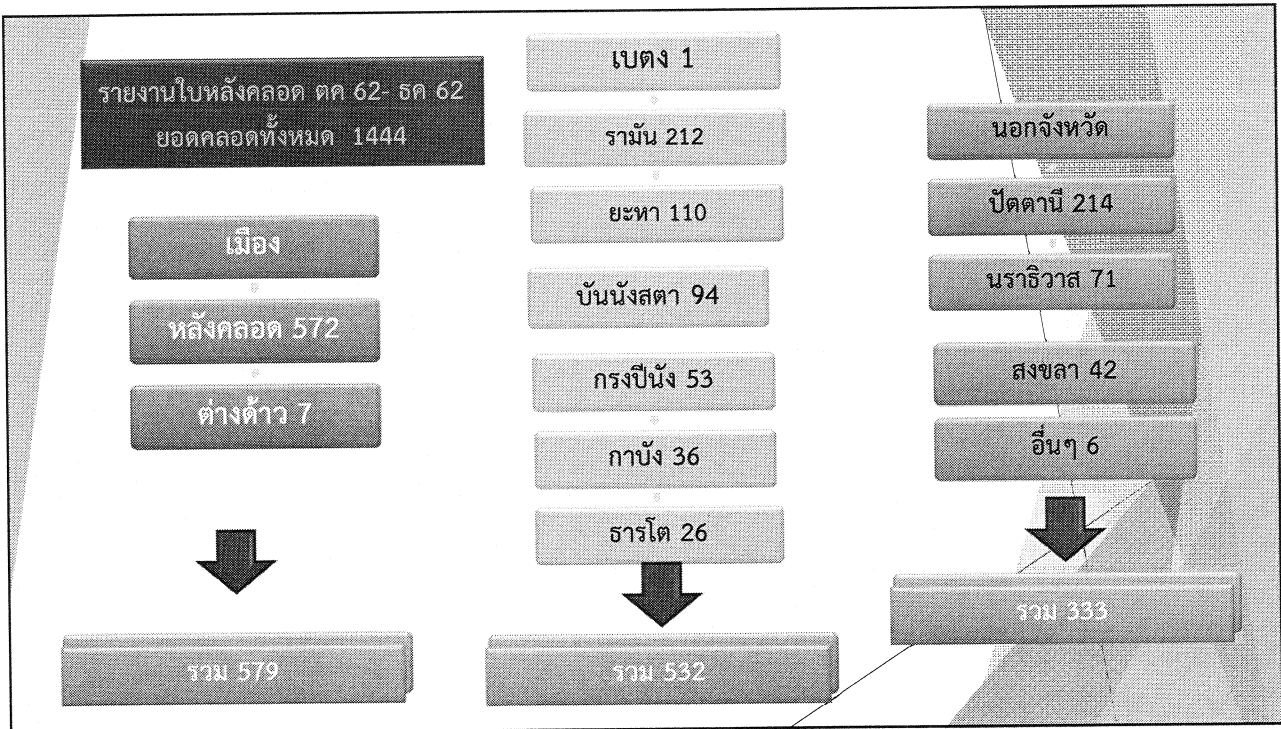 รายงานใบหลังคลอด ตค 62- ธค 62
ยอดคลอดทั้งหมด 1444
เมือง
หลังคลอด 572
ต่างด้าว 7
รวม 579
เบตง 1
รามัน 212
ยะหา 110
บันนังสตา 94
กรงปีนัง 53
กาบัง 36
ธารโต 26
รวม 532
นอกจังหวัด
ปัตตานี 214
นราธิวาส 71
สงขลา 42
อื่นๆ 6
รวม 333